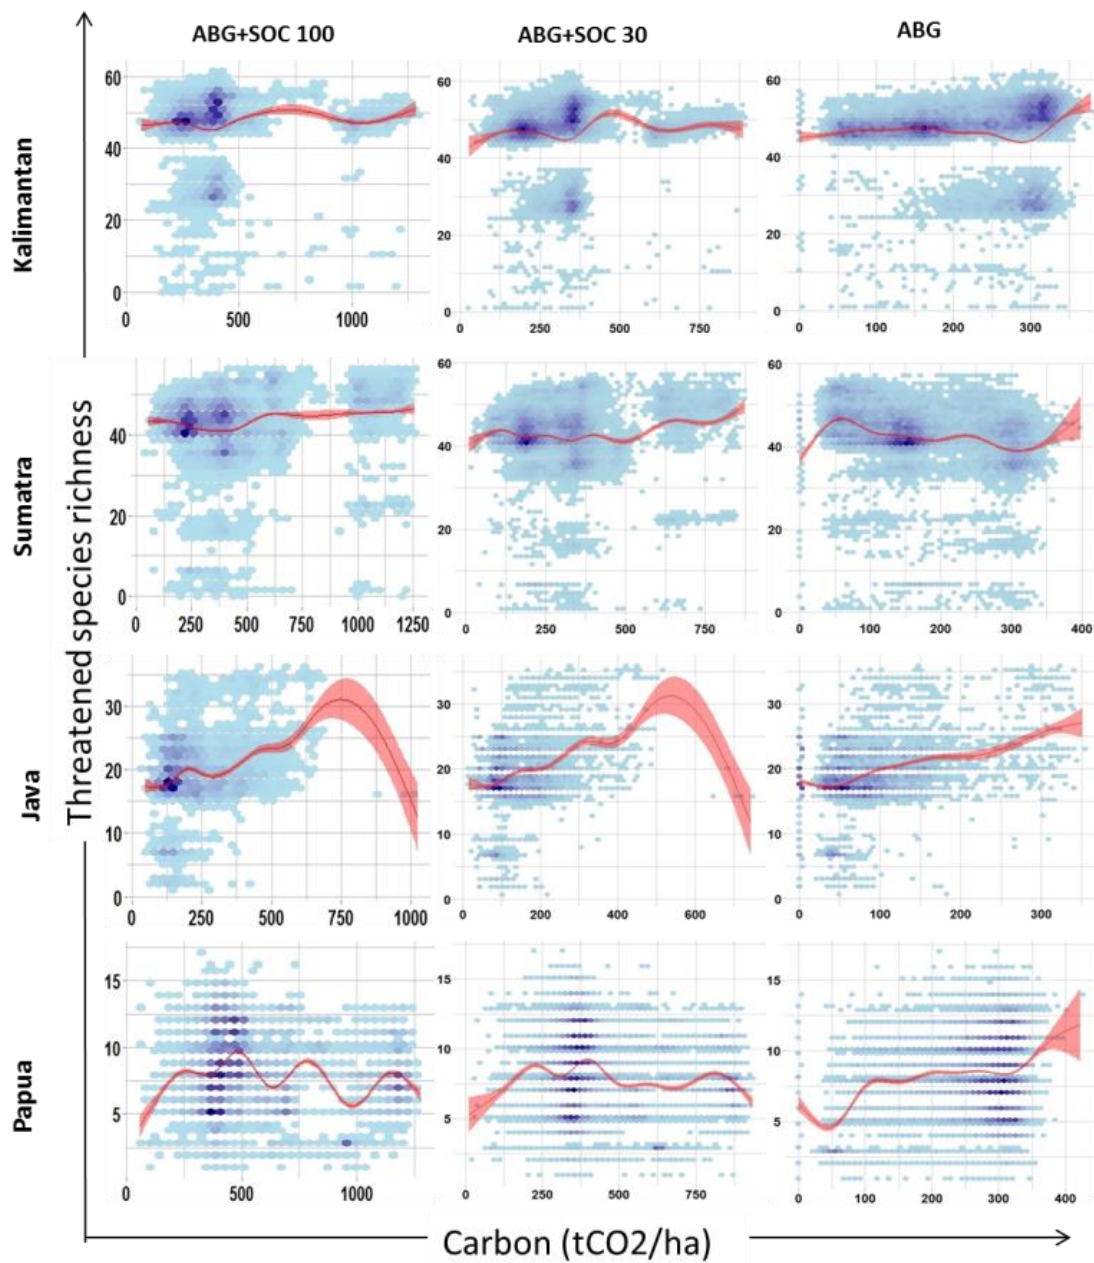 ABG+SOC 100 ABG+SOC 30 ABG
Kalimantan
60 40 20 0
0 500 1000
60 40 20 0
0 250 500 750
60 40 20 0
0 100 200 300
Sumatra
40 20 0
0 250 500 750 1000 1250
60 40 20 0
0 250 500 750
60 40 20 0
0 100 200 300 400
Threatened species richness
Java
30 20 10 0
0 250 500 750 1000
30 20 10 0
0 200 400 600
30 20 10 0
0 100 200 300
Papua
15 10 5
0 500 1000
15 10 5
0 250 500 750
15 10 5
0 100 200 300 400
Carbon (tCO2/ha)